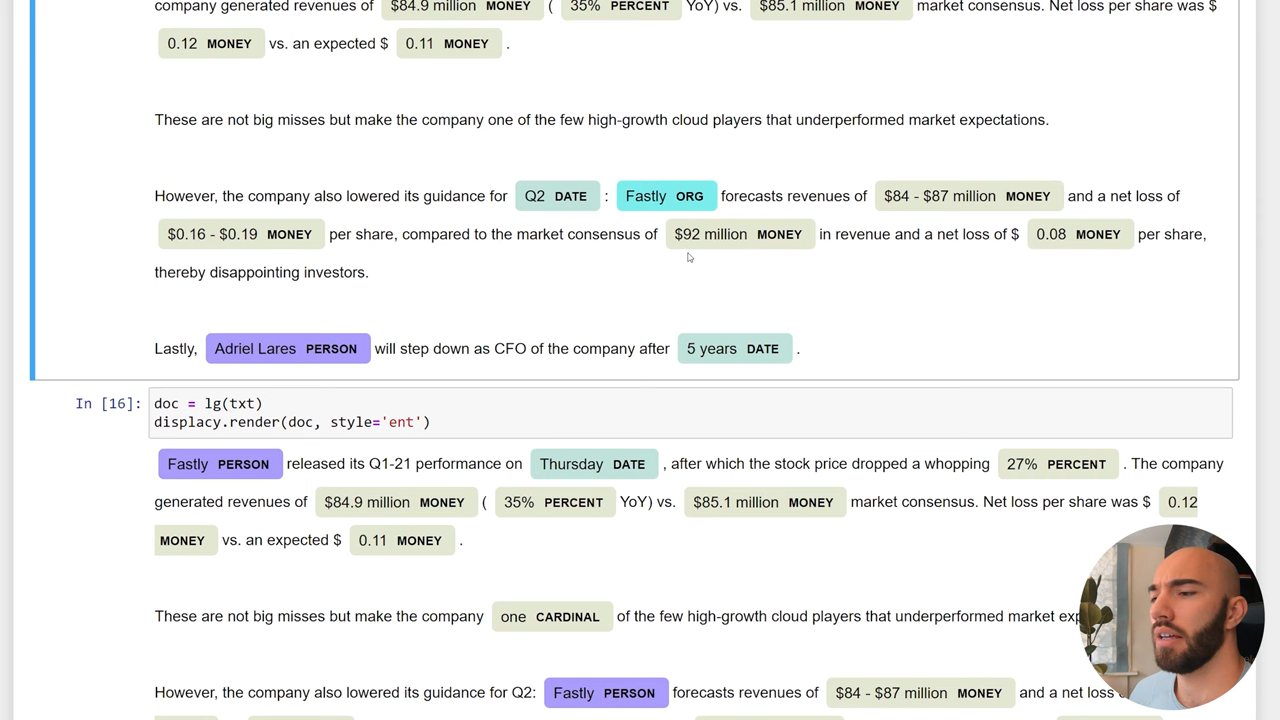 company generated revenues of $84.9 million MONEY ( 35% PERCENT YoY) vs. $85.1 million MONEY market consensus. Net loss per share was $
0.12 MONEY vs. an expected $ 0.11 MONEY .
These are not big misses but make the company one of the few high-growth cloud players that underperformed market expectations.
However, the company also lowered its guidance for Q2 DATE : Fastly ORG forecasts revenues of $84 - $87 million MONEY and a net loss of
$0.16 - $0.19 MONEY per share, compared to the market consensus of $92 million MONEY in revenue and a net loss of $ 0.08 MONEY per share,
thereby disappointing investors.
Lastly, Adriel Lares PERSON will step down as CFO of the company after 5 years DATE .
In [16]: doc = lg(txt)
displacy.render(doc, style='ent')
Fastly PERSON released its Q1-21 performance on Thursday DATE , after which the stock price dropped a whopping 27% PERCENT . The company
generated revenues of $84.9 million MONEY ( 35% PERCENT YoY) vs. $85.1 million MONEY market consensus. Net loss per share was $ 0.12
MONEY vs. an expected $ 0.11 MONEY .
These are not big misses but make the company one CARDINAL of the few high-growth cloud players that underperformed market
However, the company also lowered its guidance for Q2: Fastly PERSON forecasts revenues of $84 - $87 million MONEY and a net loss